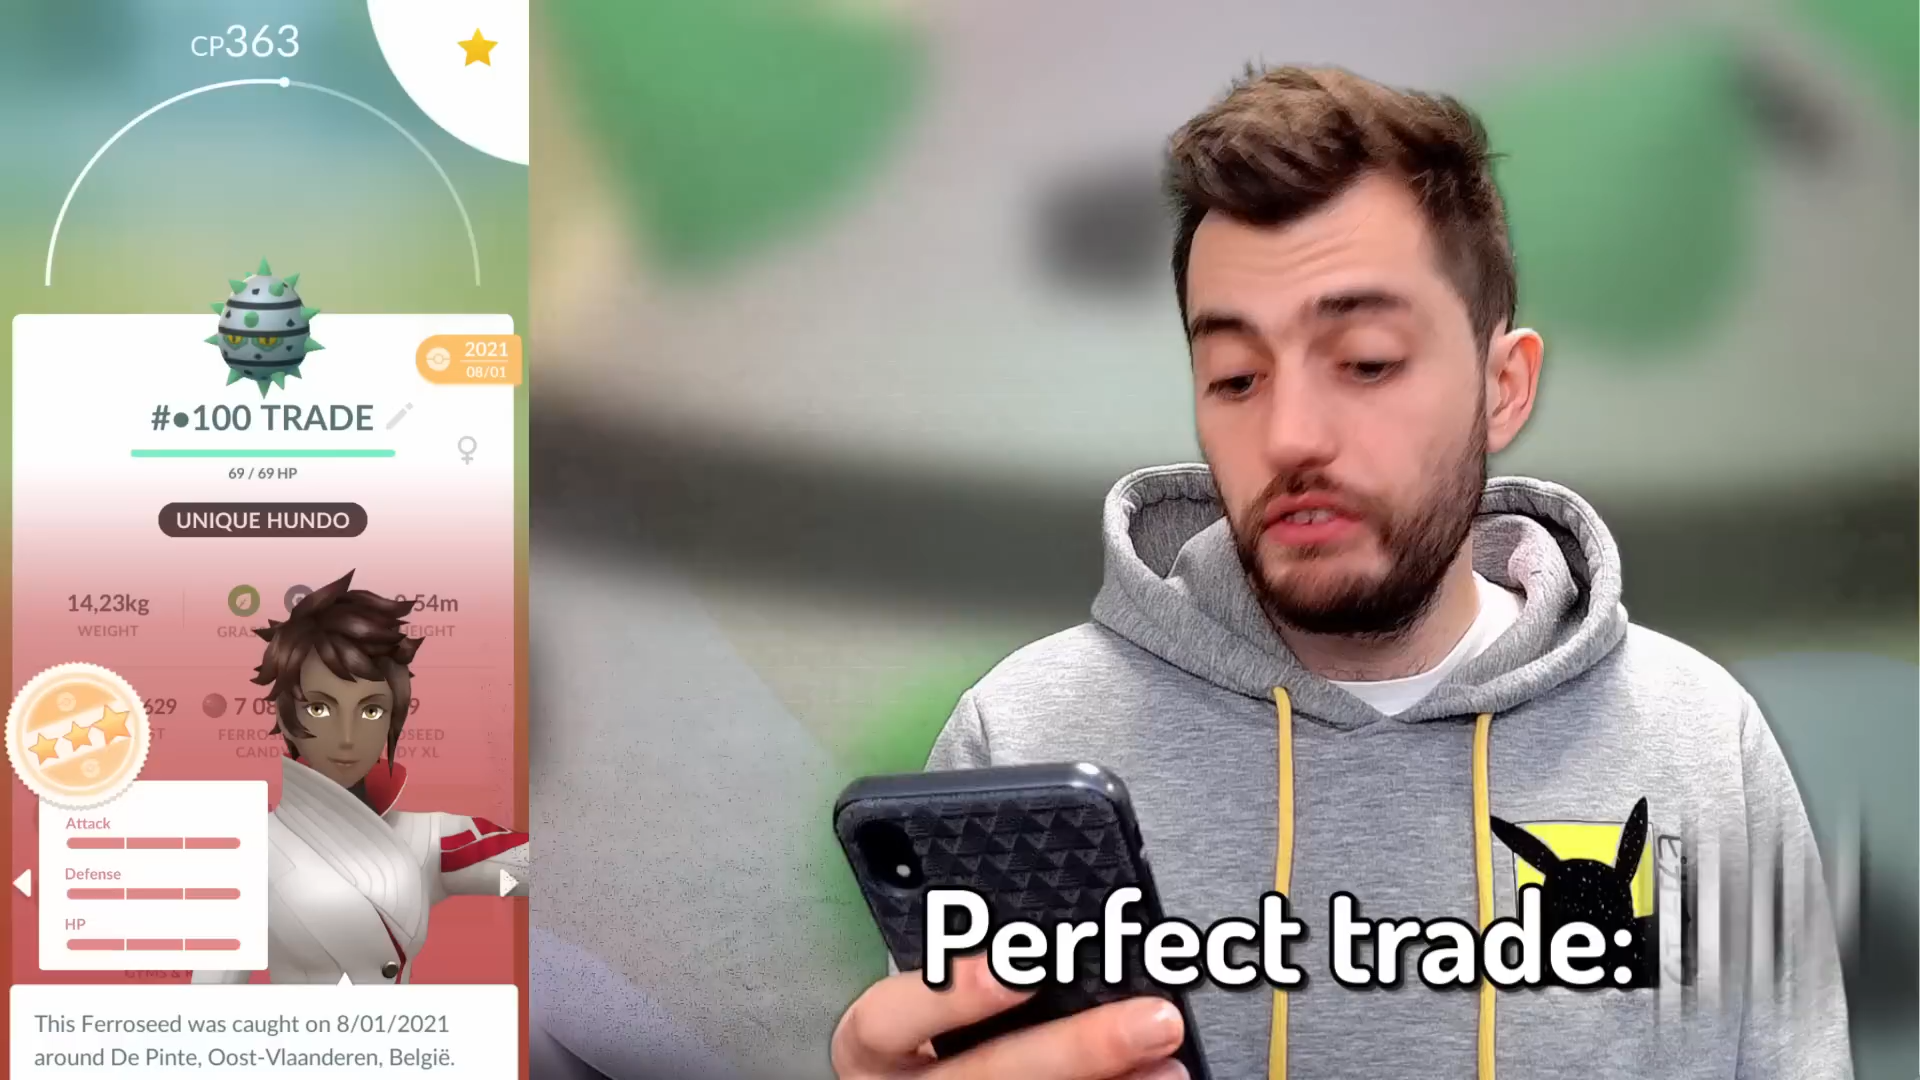 CP363
2021
08/01
#●100 TRADE
69 / 69 HP
UNIQUE HUNDO
14,23kg
WEIGHT
HEIGHT
Attack
Defense
HP
This Ferroseed was caught on 8/01/2021
around De Pinte, Oost-Vlaanderen, België.
Perfect trade: